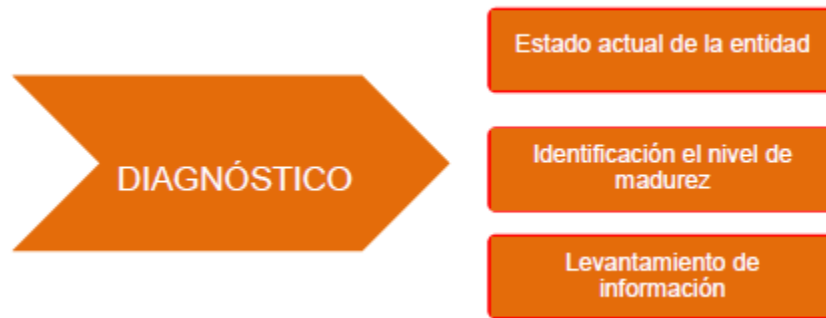 Estado actual de la entidad
DIAGNÓSTICO
Identificación el nivel de
madurez
Levantamiento de
información